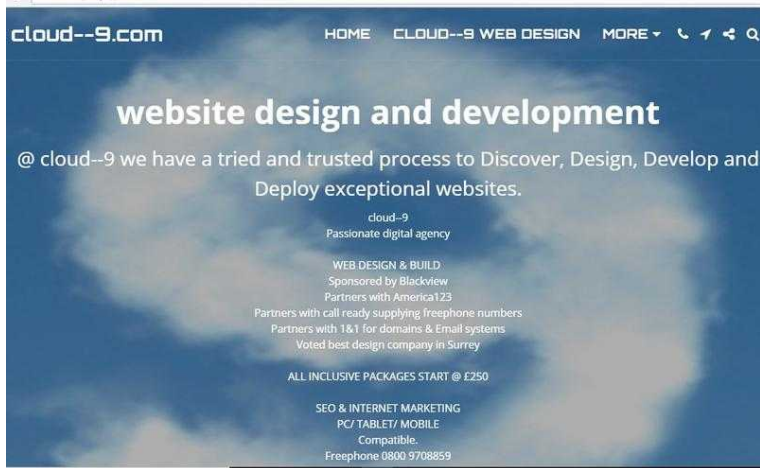 cloud--9.com
HOME CLOUD--9 WEB DESIGN MORE
website design and development
@ cloud--9 we have a tried and trusted process to Discover, Design, Develop and
Deploy exceptional websites.
cloud--9
Passionate digital agency
WEB DESIGN & BUILD
Sponsored by Blackview
Partners with America123
Partners with call ready supplying freephone numbers
Partners with 1&1 for domains & Email systems
Voted best design company in Surrey
ALL INCLUSIVE PACKAGES START @ £250
SEO & INTERNET MARKETING
PC/ TABLET/ MOBILE
Compatible.
Freephone 0800 9708859